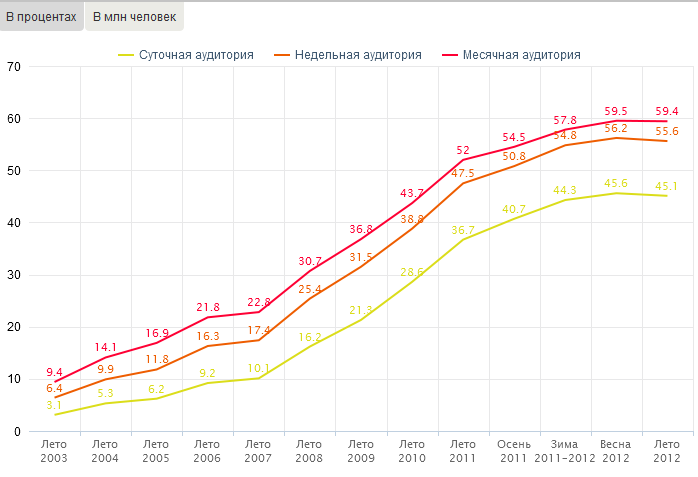 В процентах В млн человек
Суточная аудитория Недельная аудитория Месячная аудитория
70
60
50
40
30
20
10
0
9.4 14.1 16.9 21.8 22.8 30.7 36.8 43.7 52 54.5 57.8 59.5 59.4
6.4 9.9 11.8 16.3 17.4 25.4 31.5 38.8 47.5 50.8 54.8 56.2 55.6
3.1 5.3 6.2 9.2 10.1 16.2 21.3 28.6 36.7 40.7 44.3 45.6 45.1
Лето Лето Лето Лето Лето Лето Лето Лето Лето Осень Зима Весна Лето
2003 2004 2005 2006 2007 2008 2009 2010 2011 2011 2011-2012 2012 2012